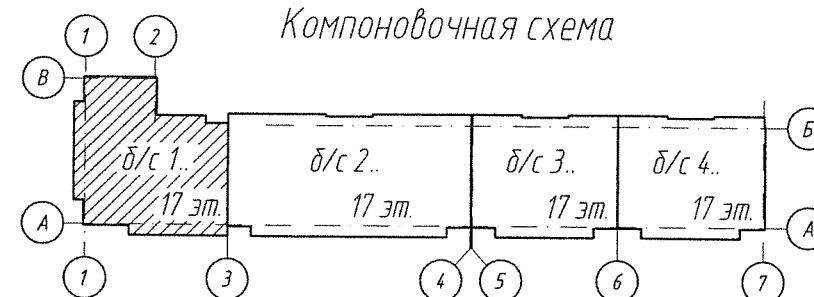 Компоновочная схема
1 2
В
Б
б/с 1.. б/с 2.. б/с 3.. б/с 4..
17 эт. 17 эт. 17 эт. 17 эт.
А А
1 3 4 5 6 7